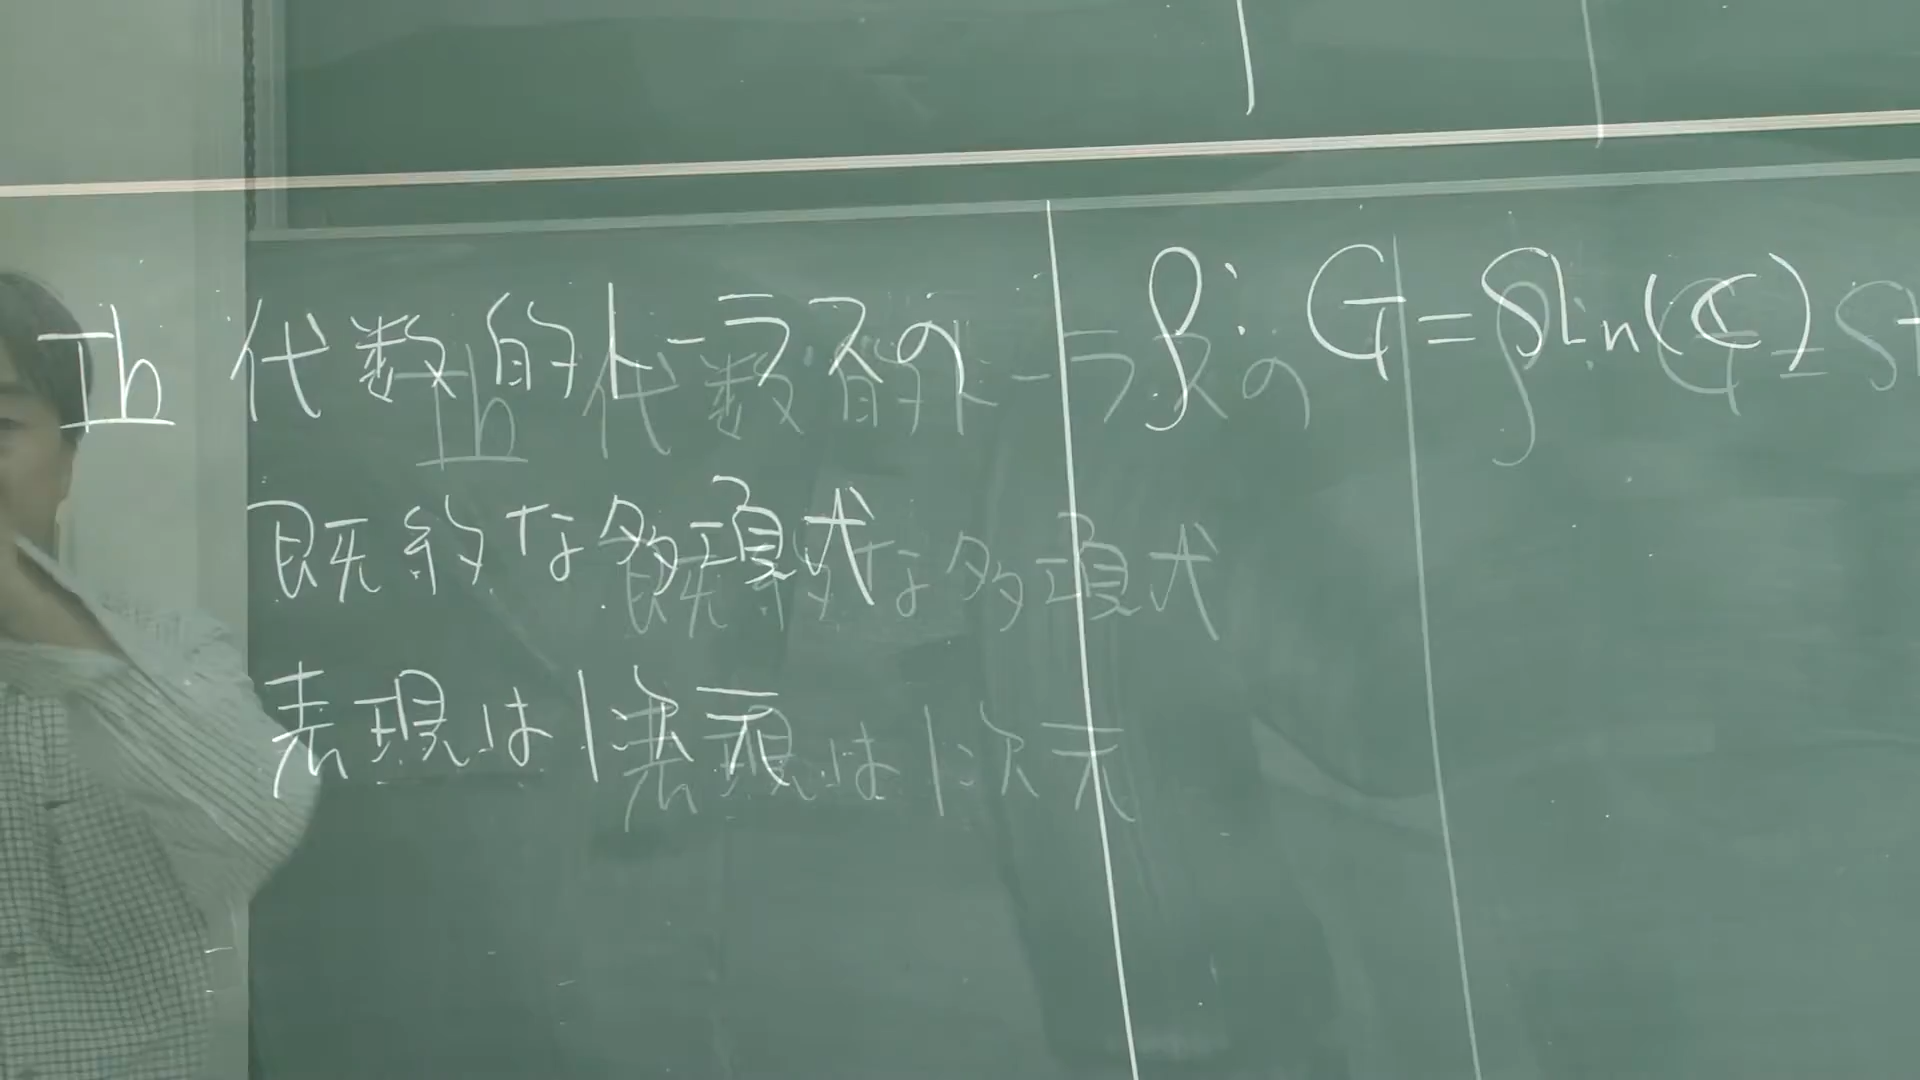 Th 代数的トーラスの
既約な多項式
表現は1次元
ρ: G = SLn(C)